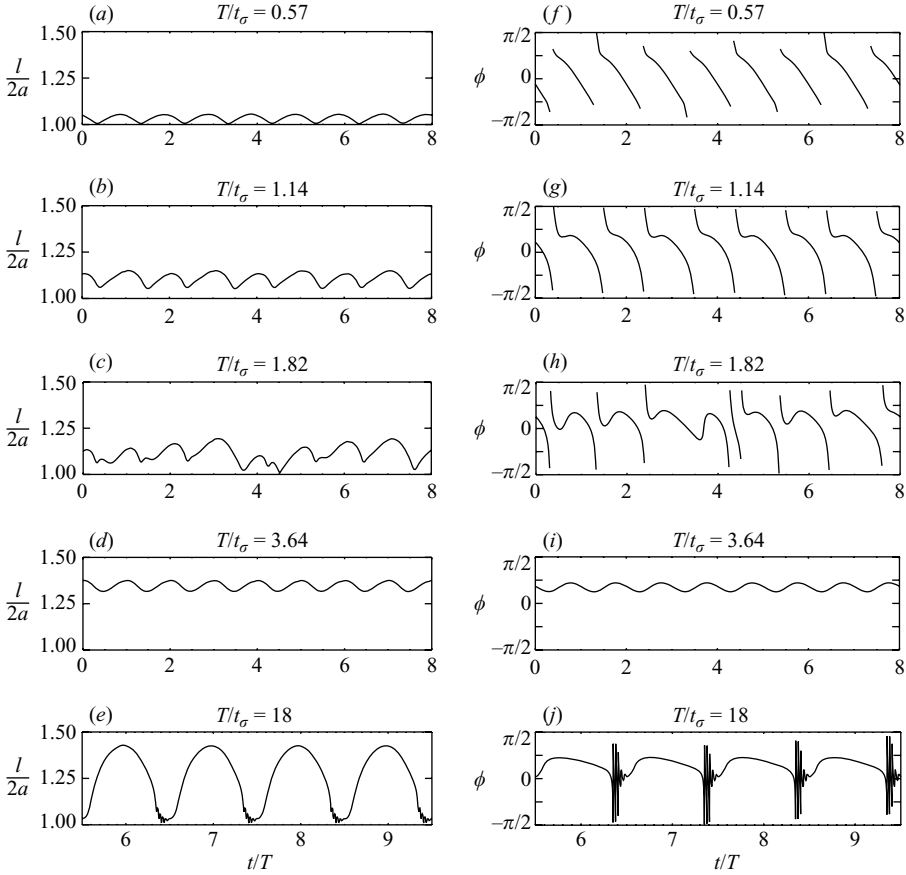 (a) T/tσ = 0.57
1.50
1.25
1.00
l/2a
0 2 4 6 8
(f) T/tσ = 0.57
π/2
0
−π/2
ϕ
0 2 4 6 8
(b) T/tσ = 1.14
1.50
1.25
1.00
l/2a
0 2 4 6 8
(g) T/tσ = 1.14
π/2
0
−π/2
ϕ
0 2 4 6 8
(c) T/tσ = 1.82
1.50
1.25
1.00
l/2a
0 2 4 6 8
(h) T/tσ = 1.82
π/2
0
−π/2
ϕ
0 2 4 6 8
(d) T/tσ = 3.64
1.50
1.25
1.00
l/2a
0 2 4 6 8
(i) T/tσ = 3.64
π/2
0
−π/2
ϕ
0 2 4 6 8
(e) T/tσ = 18
1.50
1.25
1.00
l/2a
6 7 8 9
t/T
(j) T/tσ = 18
π/2
0
−π/2
ϕ
6 7 8 9
t/T